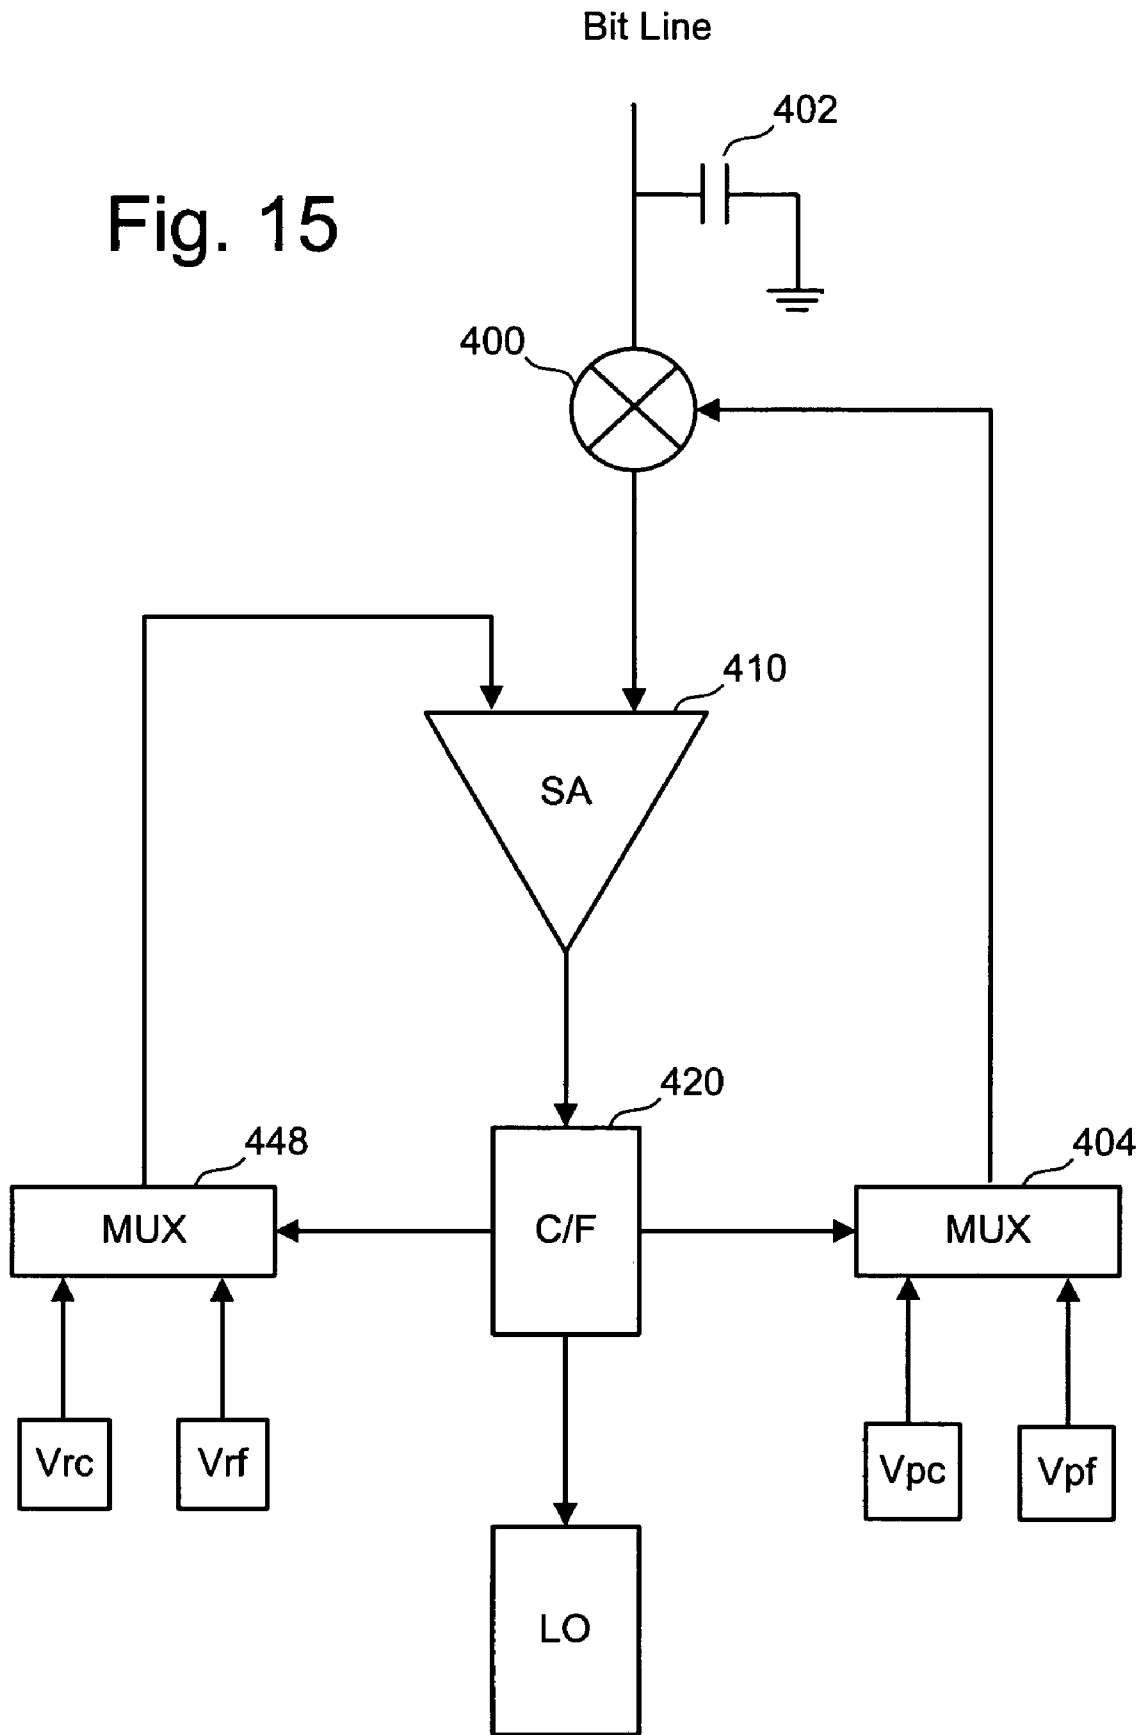 Bit Line
402
Fig. 15
400
410
SA
420
448
404
MUX
C/F
MUX
Vrc
Vrf
Vpc
Vpf
LO